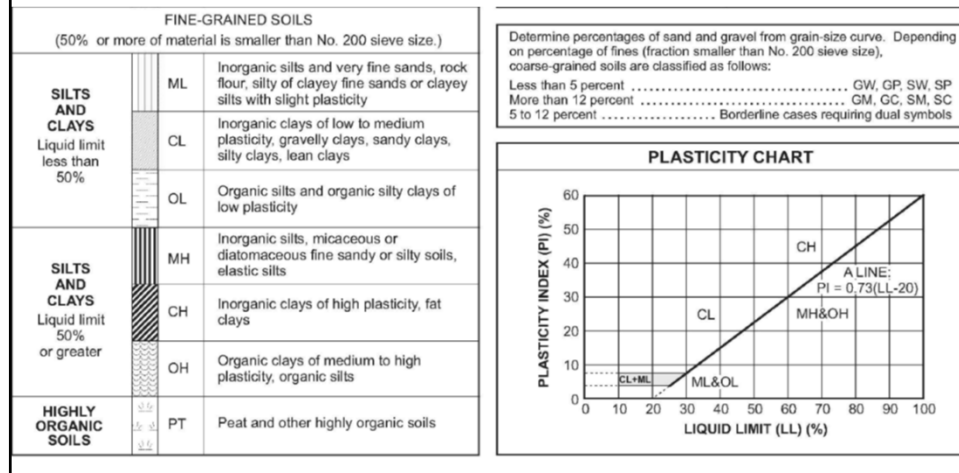 FINE-GRAINED SOILS
(50% or more of material is smaller than No. 200 sieve size.)
SILTS
AND
CLAYS
Liquid limit
less than
50%
ML
Inorganic silts and very fine sands, rock
flour, silty of clayey fine sands or clayey
silts with slight plasticity
CL
Inorganic clays of low to medium
plasticity, gravelly clays, sandy clays,
silty clays, lean clays
OL
Organic silts and organic silty clays of
low plasticity
SILTS
AND
CLAYS
Liquid limit
50%
or greater
MH
Inorganic silts, micaceous or
diatomaceous fine sandy or silty soils,
elastic silts
CH
Inorganic clays of high plasticity, fat
clays
OH
Organic clays of medium to high
plasticity, organic silts
HIGHLY
ORGANIC
SOILS
PT
Peat and other highly organic soils
Determine percentages of sand and gravel from grain-size curve. Depending
on percentage of fines (fraction smaller than No. 200 sieve size),
coarse-grained soils are classified as follows:
Less than 5 percent .................................... GW, GP, SW, SP
More than 12 percent .................................... GM, GC, SM, SC
5 to 12 percent .................... Borderline cases requiring dual symbols
PLASTICITY CHART
PLASTICITY INDEX (PI) (%)
60
50
40
30
20
10
0
CH
A LINE:
PI = 0.73(LL-20)
CL
MH&OH
CL+ML
ML&OL
0 10 20 30 40 50 60 70 80 90 100
LIQUID LIMIT (LL) (%)